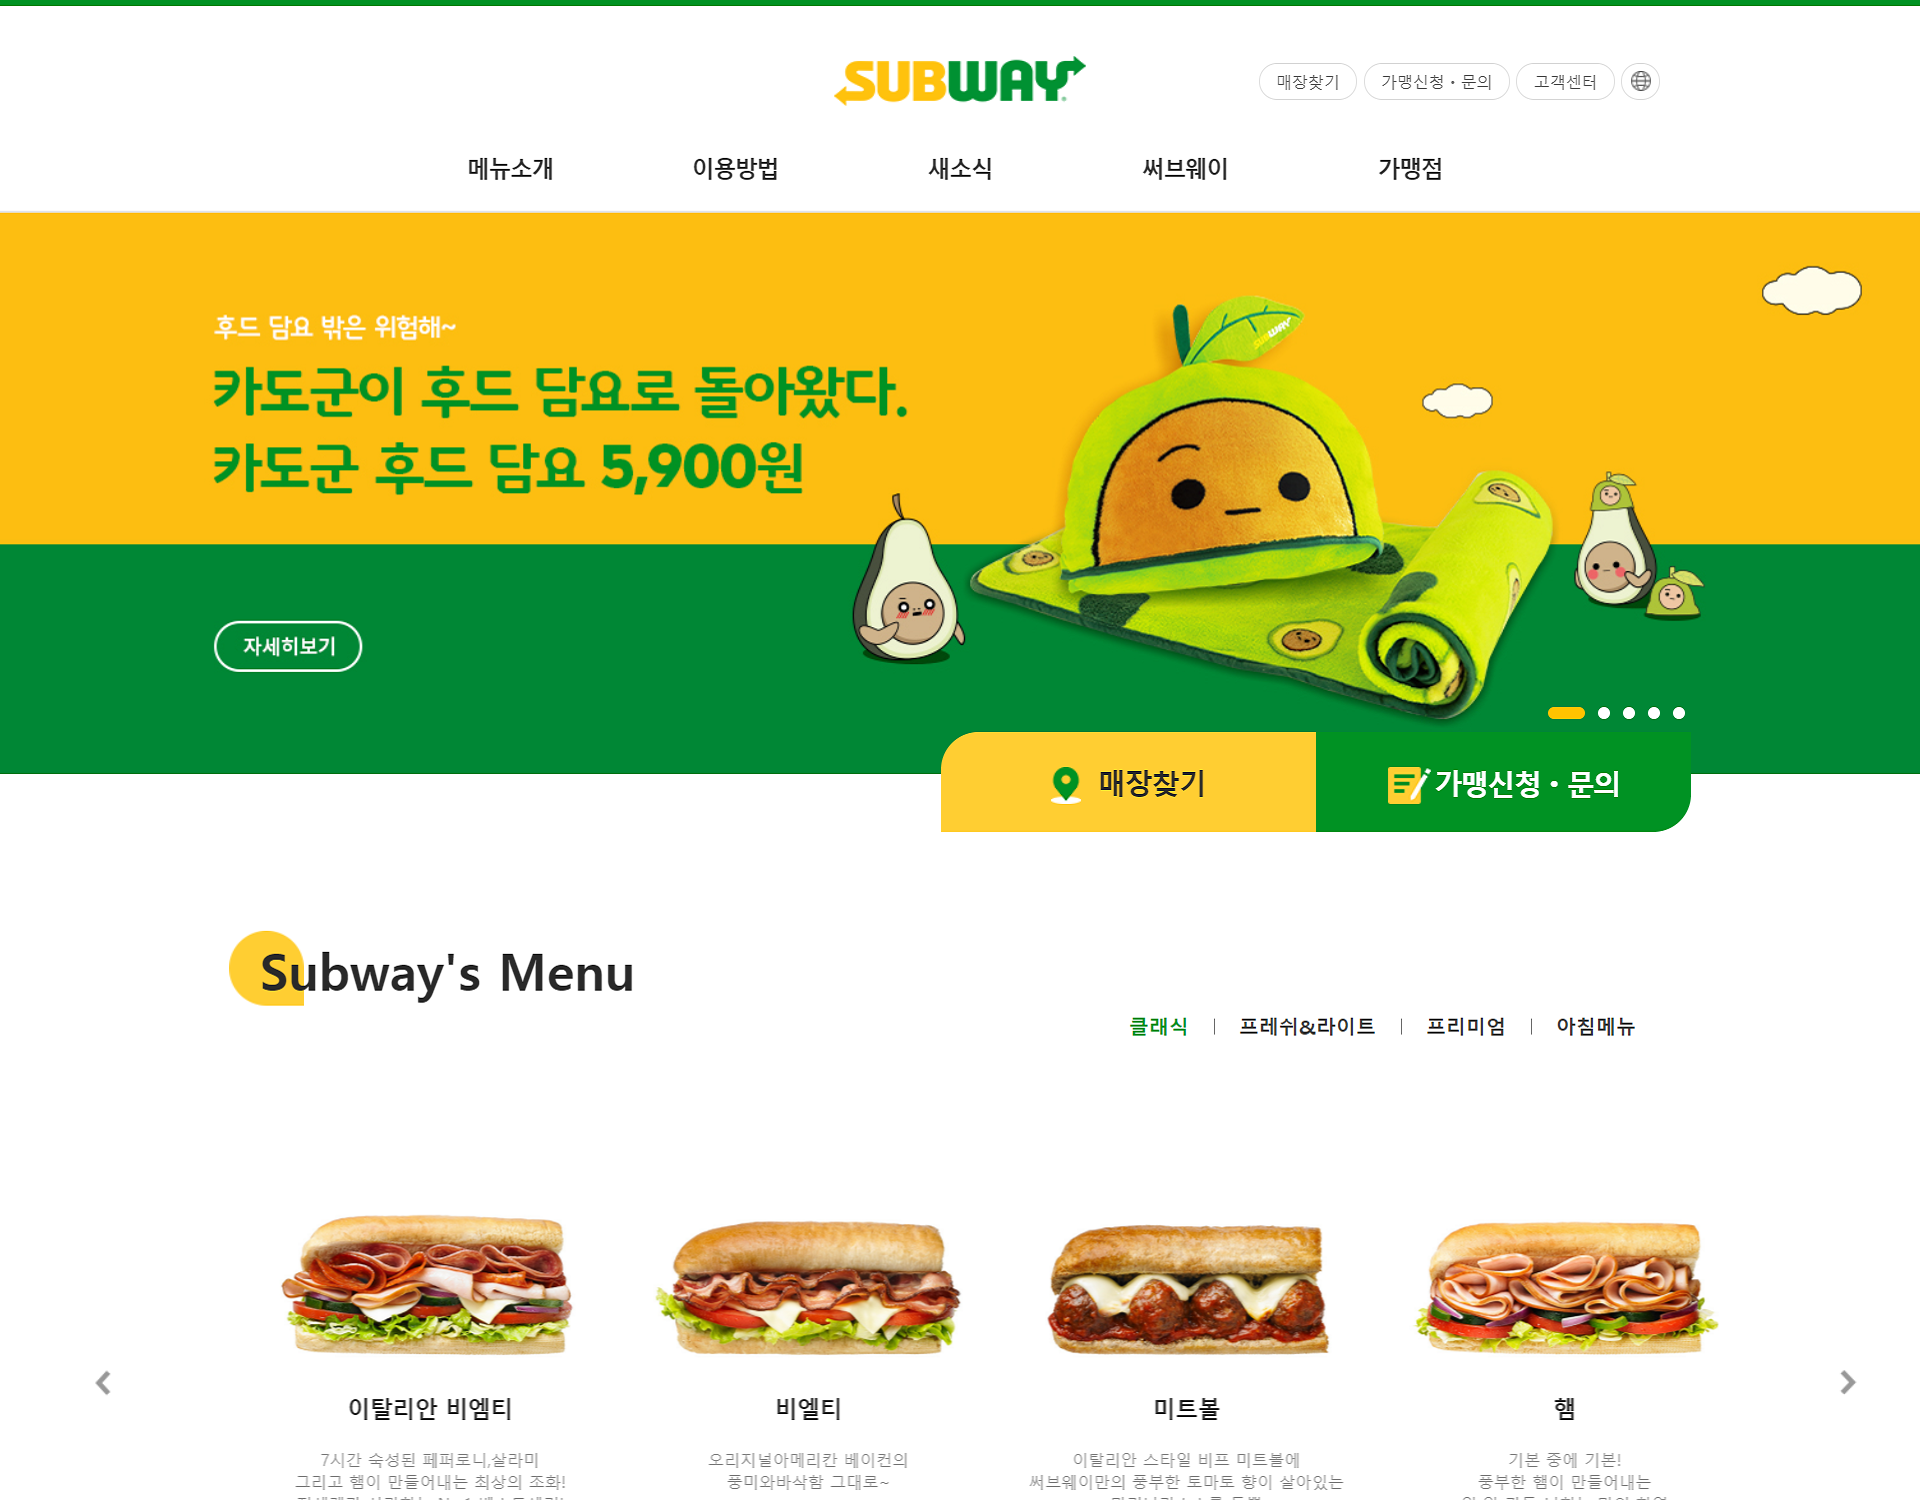 SUBWAY
매장찾기
가맹신청・문의
고객센터
메뉴소개
이용방법
새소식
써브웨이
가맹점
후드 담요 밖은 위험해~
카도군이 후드 담요로 돌아왔다.
카도군 후드 담요 5,900원
SUBWAY
자세히보기
매장찾기
가맹신청・문의
Subway's Menu
클래식
프레쉬&라이트
프리미엄
아침메뉴
이탈리안 비엠티
7시간 숙성된 페퍼로니,살라미
그리고 햄이 만들어내는 최상의 조화!
비엘티
오리지널아메리칸 베이컨의
풍미와바삭함 그대로~
미트볼
이탈리안 스타일 비프 미트볼에
써브웨이만의 풍부한 토마토 향이 살아있는
햄
기본 중에 기본!
풍부한 햄이 만들어내는